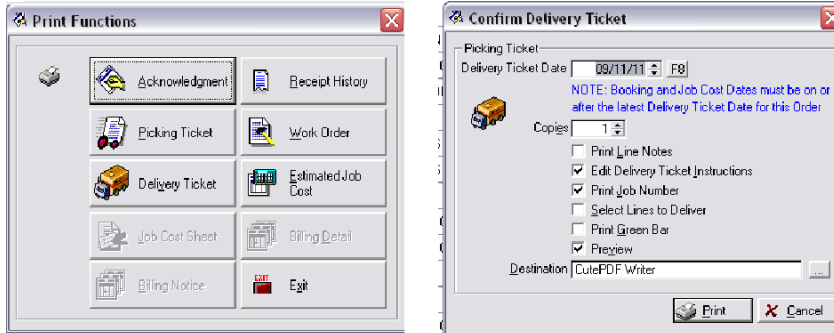 Print Functions
Acknowledgment
Receipt History
Picking Ticket
Work Order
Delivery Ticket
Estimated Job
Cost
Job Cost Sheet
Billing Detail
Billing Notice
EXIT
Exit
Confirm Delivery Ticket
Picking Ticket
Delivery Ticket Date 09/11/11 F8
NOTE: Booking and Job Cost Dates must be on or
after the latest Delivery Ticket Date for this Order
Copies 1
Print Line Notes
Edit Delivery Ticket Instructions
Print Job Number
Select Lines to Deliver
Print Green Bar
Preview
Destination CutePDF Writer ...
Print Cancel